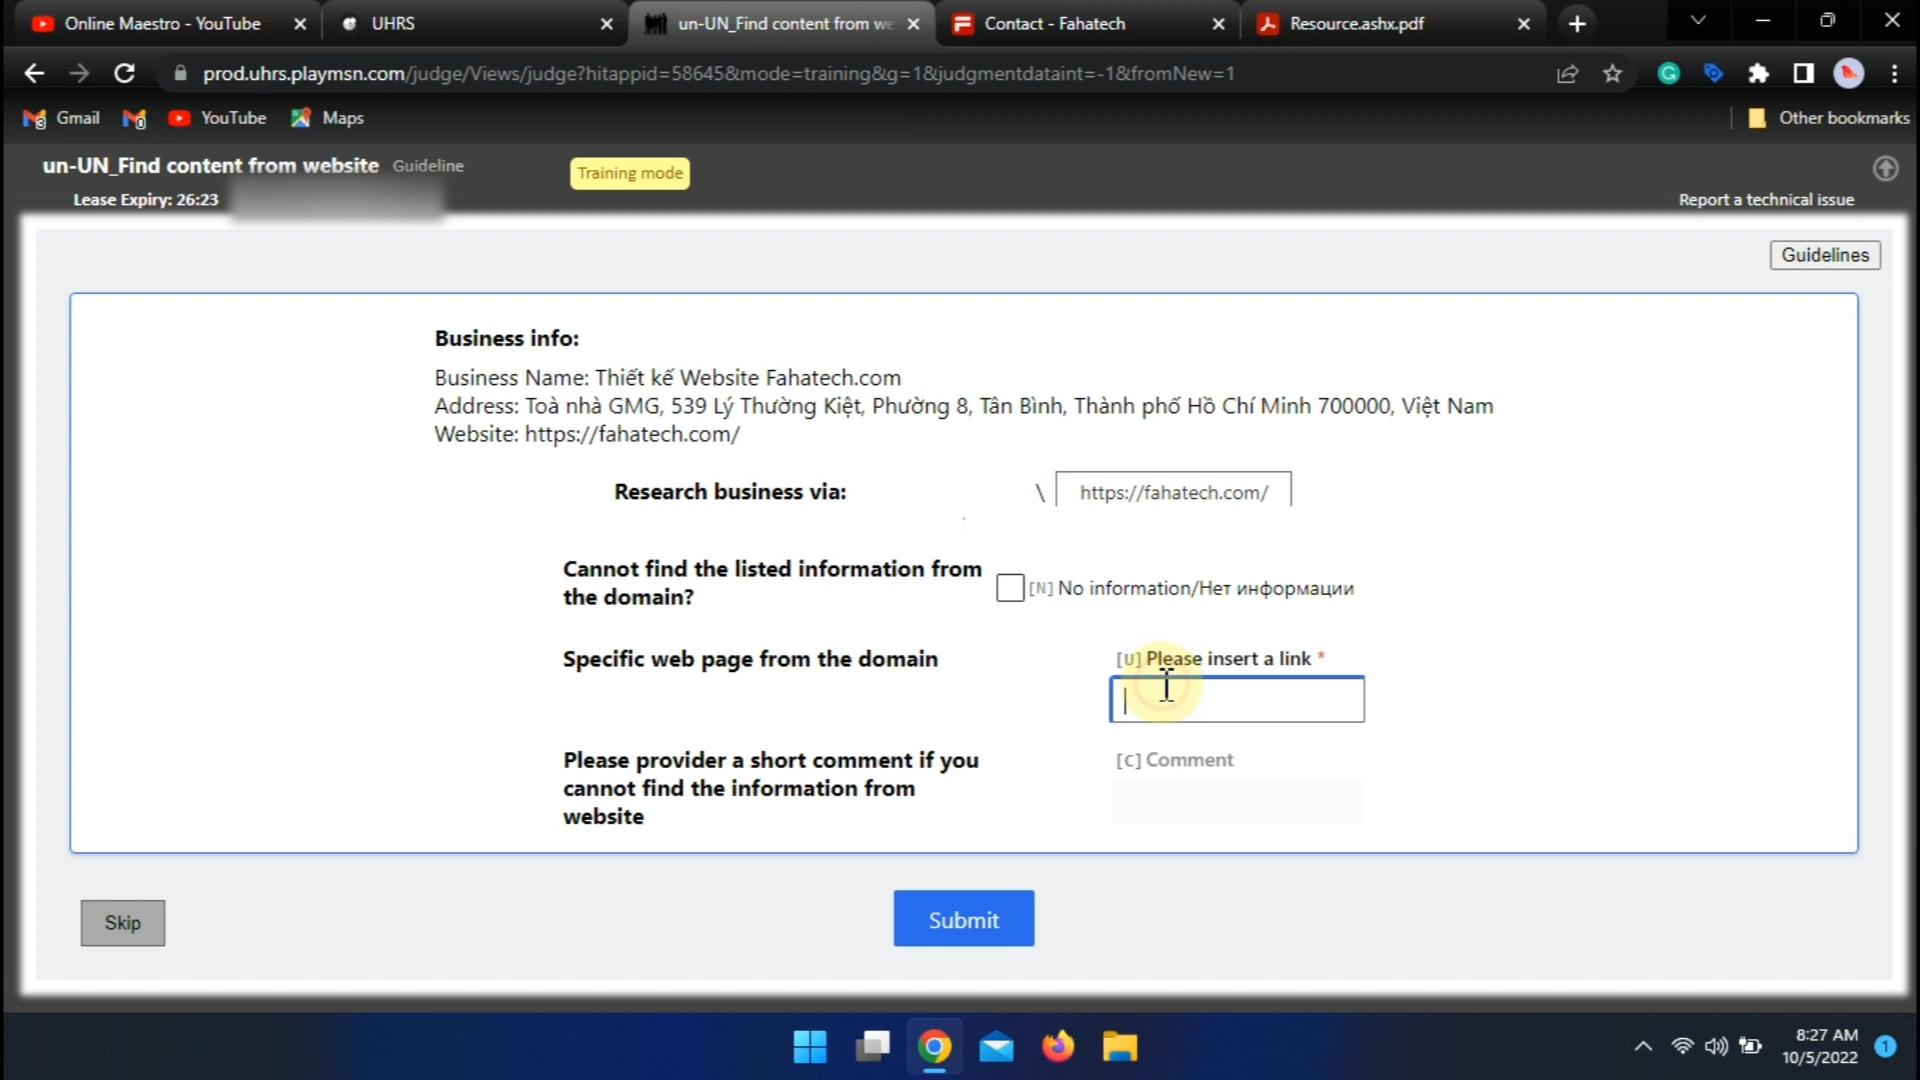 Online Maestro - YouTube
UHRS
un-UN_Find content from we
Contact - Fahatech
Resource.ashx.pdf
prod.uhrs.playmsn.com/judge/Views/judge?hitappid=58645&mode=training&g=1&judgmentdataint=-1&fromNew=1
Gmail
YouTube
Maps
Other bookmarks
un-UN_Find content from website Guideline
Training mode
Lease Expiry: 26:23
Report a technical issue
Guidelines
Business info:
Business Name: Thiết kế Website Fahatech.com
Address: Toà nhà GMG, 539 Lý Thường Kiệt, Phường 8, Tân Bình, Thành phố Hồ Chí Minh 700000, Việt Nam
Website: https://fahatech.com/
Research business via: \ https://fahatech.com/
Cannot find the listed information from
the domain?
[N] No information/Нет информации
Specific web page from the domain
[U] Please insert a link *
Please provider a short comment if you
cannot find the information from
website
[C] Comment
Skip
Submit
8:27 AM
10/5/2022
1